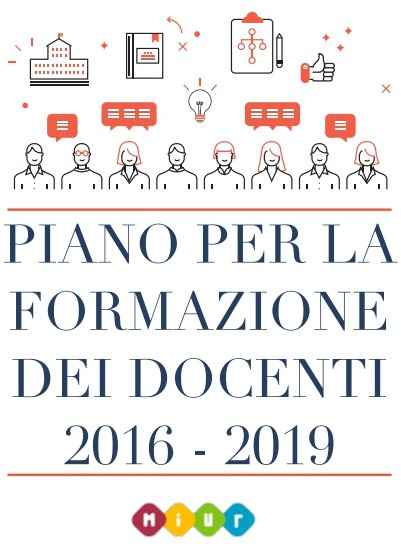 PIANO PER LA
FORMAZIONE
DEI DOCENTI
2016 - 2019
MiUr